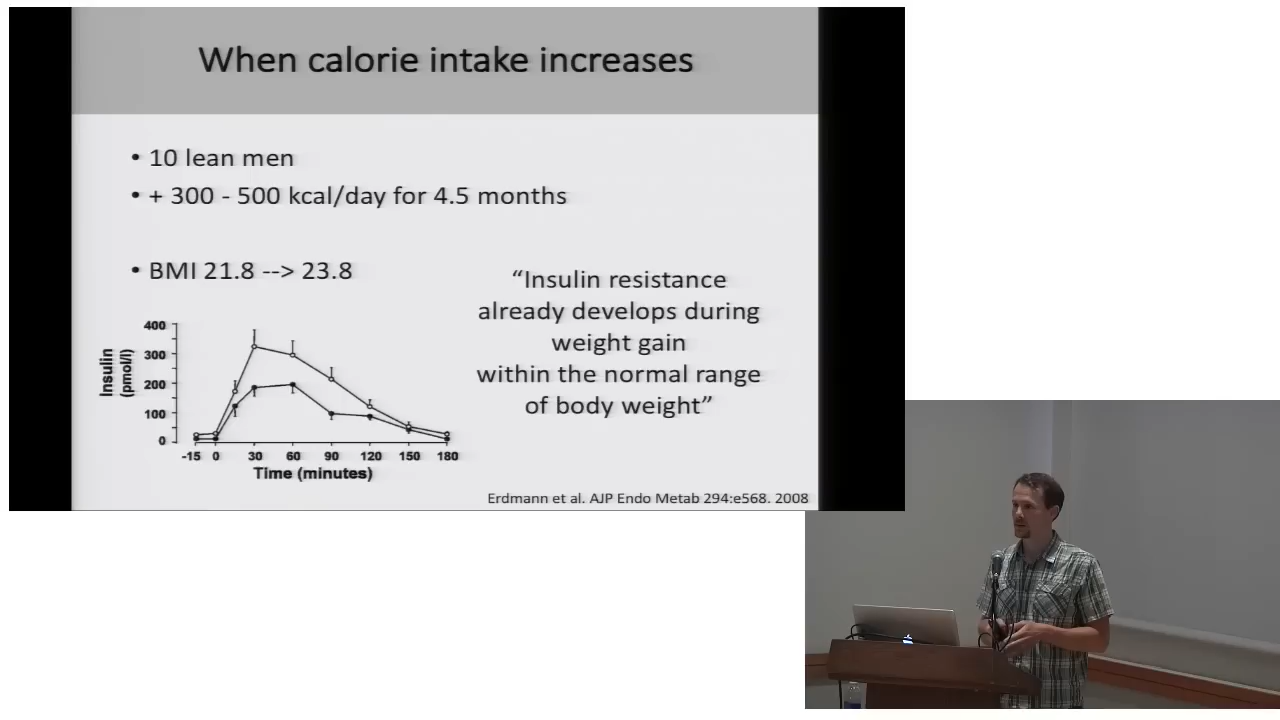 When calorie intake increases
• 10 lean men
• + 300 - 500 kcal/day for 4.5 months
• BMI 21.8 --> 23.8
“Insulin resistance
already develops during
weight gain
within the normal range
of body weight”
Insulin
(pmol/l)
400
300
200
100
0
-15 0 30 60 90 120 150 180
Time (minutes)
Erdmann et al. AJP Endo Metab 294:e568. 2008